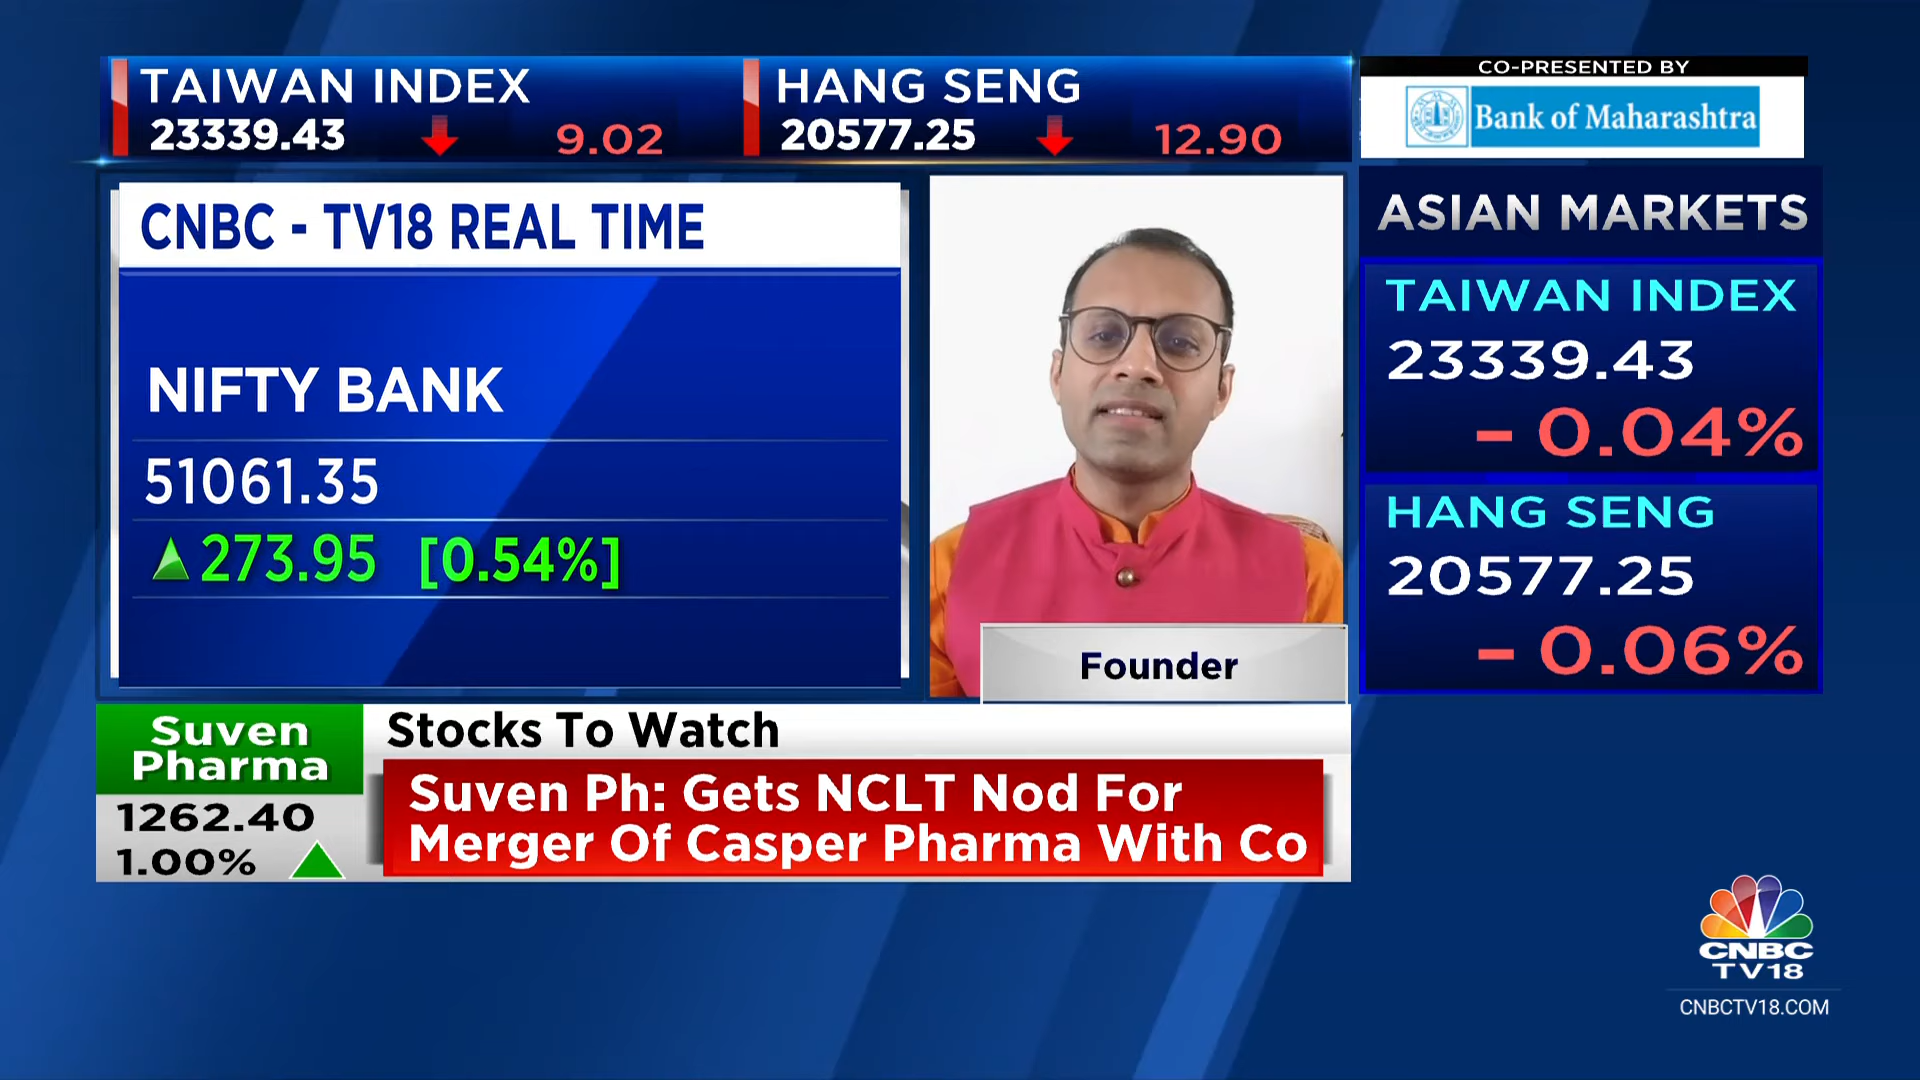 TAIWAN INDEX
23339.43 9.02
HANG SENG
20577.25 12.90
CO-PRESENTED BY
Bank of Maharashtra
CNBC - TV18 REAL TIME
NIFTY BANK
51061.35
273.95 [0.54%]
Founder
ASIAN MARKETS
TAIWAN INDEX
23339.43
- 0.04%
HANG SENG
20577.25
- 0.06%
Suven
Pharma
1262.40
1.00%
Stocks To Watch
Suven Ph: Gets NCLT Nod For
Merger Of Casper Pharma With Co
CNBC
TV18
CNBCTV18.COM